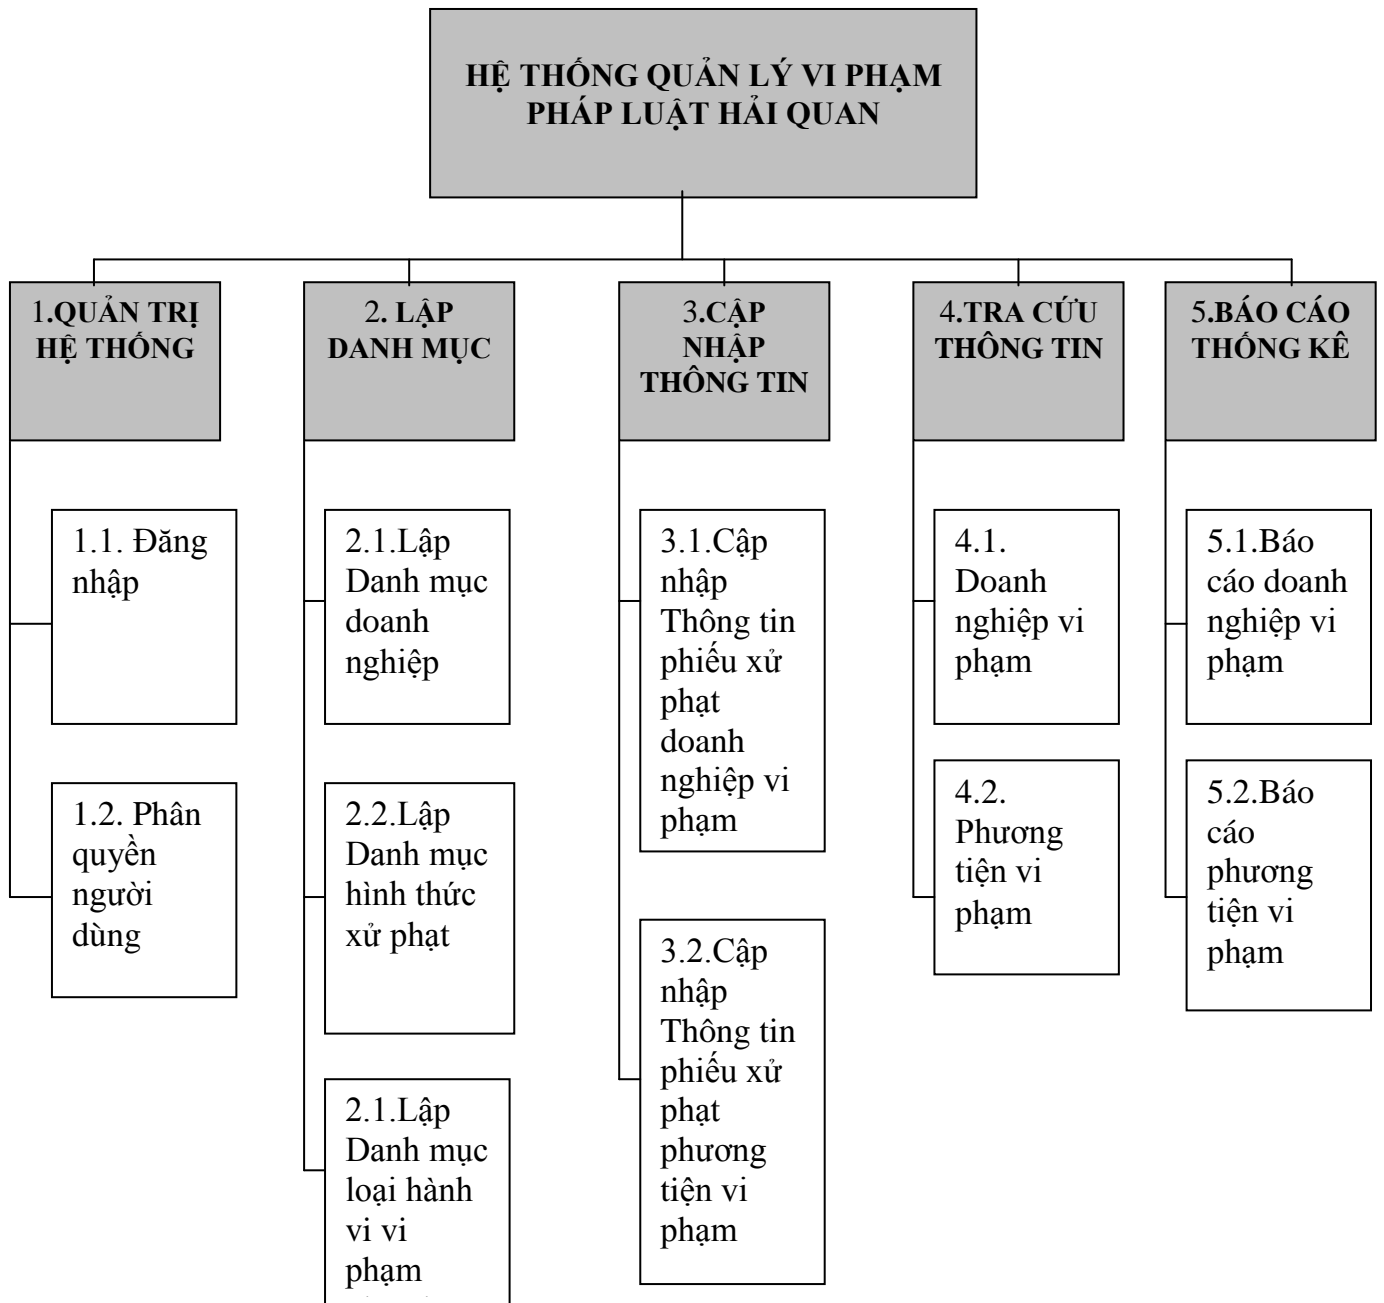 HỆ THỐNG QUẢN LÝ VI PHẠM
PHÁP LUẬT HẢI QUAN
1.QUẢN TRỊ
HỆ THỐNG
2. LẬP
DANH MỤC
3.CẬP
NHẬP
THÔNG TIN
4.TRA CỨU
THÔNG TIN
5.BÁO CÁO
THỐNG KÊ
1.1. Đăng
nhập
1.2. Phân
quyền
người
dùng
2.1.Lập
Danh mục
doanh
nghiệp
2.2.Lập
Danh mục
hình thức
xử phạt
2.1.Lập
Danh mục
loại hành
vi vi
phạm
3.1.Cập
nhập
Thông tin
phiếu xử
phạt
doanh
nghiệp vi
phạm
3.2.Cập
nhập
Thông tin
phiếu xử
phạt
phương
tiện vi
phạm
4.1.
Doanh
nghiệp vi
phạm
4.2.
Phương
tiện vi
phạm
5.1.Báo
cáo doanh
nghiệp vi
phạm
5.2.Báo
cáo
phương
tiện vi
phạm